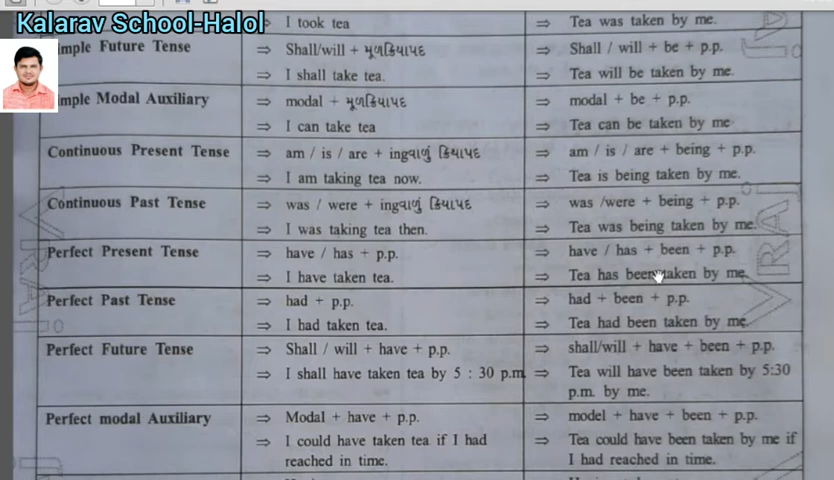 Kalarav School-Halol
⇒ I took tea
⇒ Tea was taken by me.
Simple Future Tense
⇒ Shall/will + મૂળક્રિયાપદ
⇒ Shall / will + be + p.p.
⇒ I shall take tea.
⇒ Tea will be taken by me.
imple Modal Auxiliary
⇒ modal + મૂળક્રિયાપદ
⇒ modal + be + p.p.
⇒ I can take tea
⇒ Tea can be taken by me
Continuous Present Tense
⇒ am / is / are + ingવાળું ક્રિયાપદ
⇒ am / is / are + being + p.p.
⇒ I am taking tea now.
⇒ Tea is being taken by me.
Continuous Past Tense
⇒ was / were + ingવાળું ક્રિયાપદ
⇒ was /were + being + p.p.
⇒ I was taking tea then.
⇒ Tea was being taken by me.
Perfect Present Tense
⇒ have / has + p.p.
⇒ have / has + been + p.p.
⇒ I have taken tea.
⇒ Tea has been taken by me.
Perfect Past Tense
⇒ had + p.p.
⇒ had + been + p.p.
⇒ I had taken tea.
⇒ Tea had been taken by me
Perfect Future Tense
⇒ Shall / will + have + p.p.
⇒ shall/will + have + been + p.p.
⇒ I shall have taken tea by 5 : 30 p.m
⇒ Tea will have been taken by 5:30
p.m. by me.
Perfect modal Auxiliary
⇒ Modal + have + p.p.
⇒ model + have + been + p.p.
⇒ I could have taken tea if I had
reached in time.
⇒ Tea could have been taken by me if
I had reached in time.